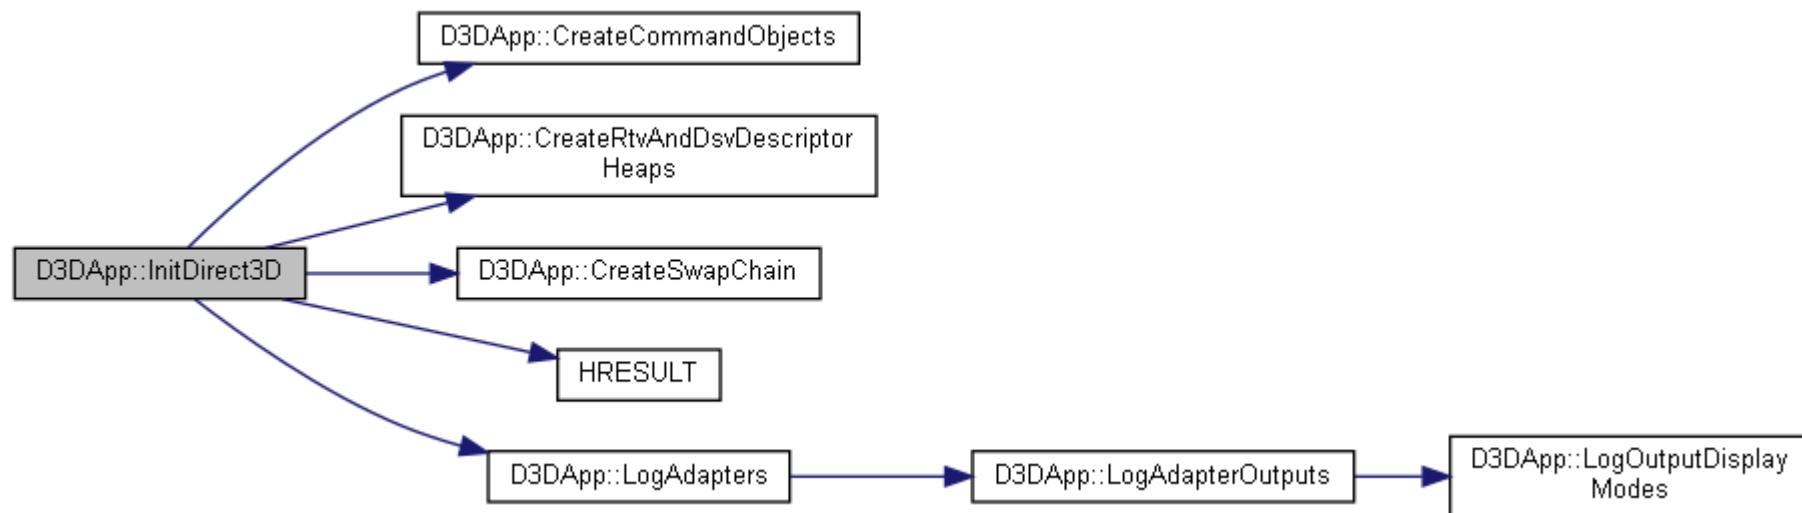 D3DApp::CreateCommandObjects
D3DApp::CreateRtvAndDsvDescriptor
Heaps
D3DApp::InitDirect3D
D3DApp::CreateSwapChain
HRESULT
D3DApp::LogAdapters
D3DApp::LogAdapterOutputs
D3DApp::LogOutputDisplay
Modes